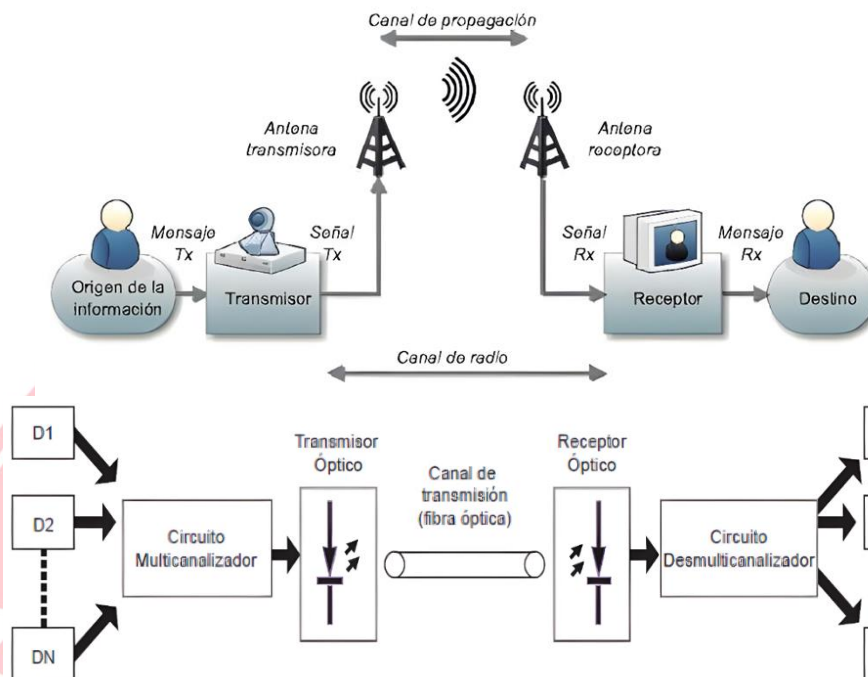 Canal de propagación
Antena
transmisora
Antena
receptora
Mensaje
Tx
Señal
Tx
Señal
Rx
Mensaje
Rx
Origen de la
información
Transmisor
Receptor
Destino
Canal de radio
D1
D2
DN
Circuito
Multicanalizador
Transmisor
Óptico
Canal de
transmisión
(fibra óptica)
Receptor
Óptico
Circuito
Desmulticanalizador